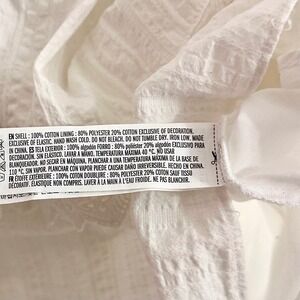 EN SHELL : 100% COTTON LINING : 80% POLYESTER 20% COTTON EXCLUSIVE OF DECORATION.
EXCLUSIVE OF ELASTIC. HAND WASH COLD. DO NOT BLEACH. DO NOT TUMBLE DRY. IRON LOW. MADE
IN CHINA. ES TELA EXTERIOR : 100% algodón FORRO : 80% poliéster 20% algodón EXCLUSIVO PARA
DECORACIÓN. SIN ELÁSTICO. LAVAR A MANO. TEMPERATURA MÁXIMA 40 °C. NO USAR
BLANQUEADOR. NO SECAR EN MÁQUINA. PLANCHAR A UNA TEMPERATURA MÁXIMA DE LA BASE DE
110 °C, SIN VAPOR. PLANCHAR CON VAPOR PUEDE CAUSAR DAÑO IRREVERSIBLE. HECHO EN CHINA.
FR EXTÉRIEURE : 100% COTON DOUBLURE : 80% POLYESTER 20% COTON SAUF TISSU
DÉCORATIF. ÉLASTIQUE NON COMPRIS. LAVER À LA MAIN À L'EAU FROIDE. NE PAS BLANCHIR.